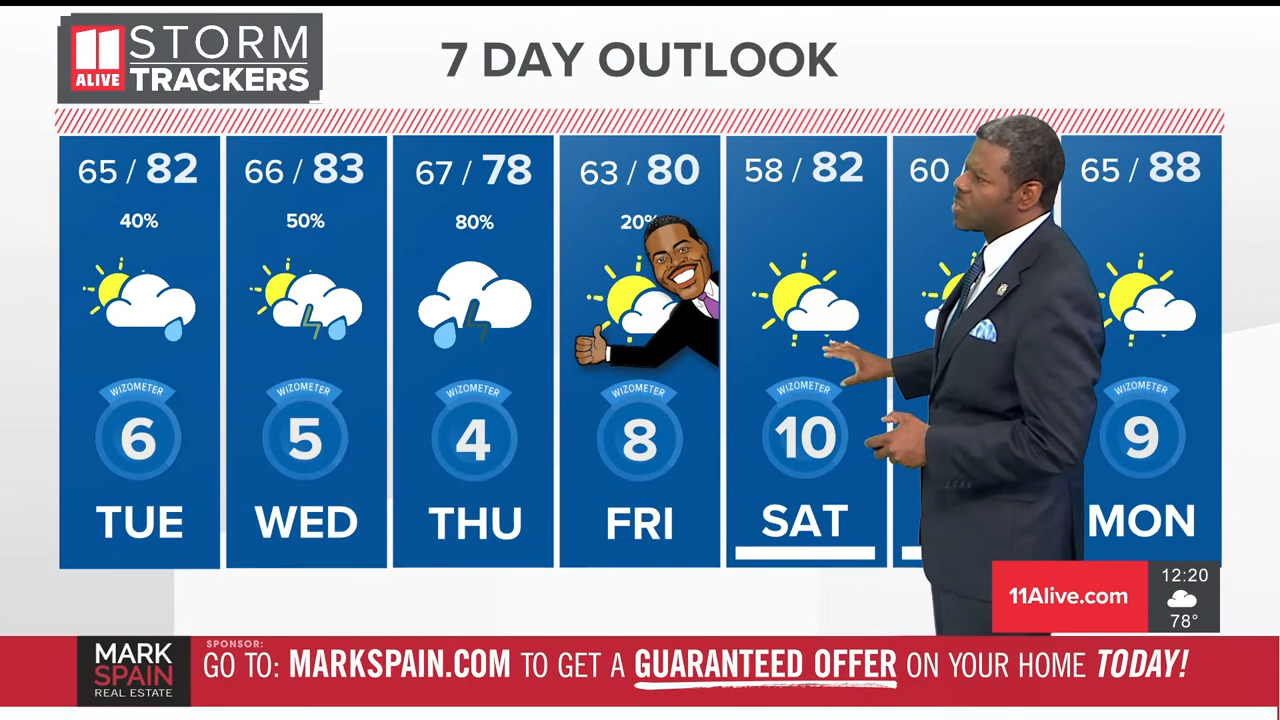 11
ALIVE
STORM
TRACKERS
7 DAY OUTLOOK
65 / 82
66 / 83
67 / 78
63 / 80
58 / 82
60
65 / 88
40%
50%
80%
20%
WIZOMETER
WIZOMETER
WIZOMETER
WIZOMETER
WIZOMETER
WIZOMETER
6
5
4
8
10
9
TUE
WED
THU
FRI
SAT
MON
11Alive.com
12:20
78°
MARK
SPAIN
REAL ESTATE
SPONSOR:
GO TO: MARKSPAIN.COM TO GET A GUARANTEED OFFER ON YOUR HOME TODAY!